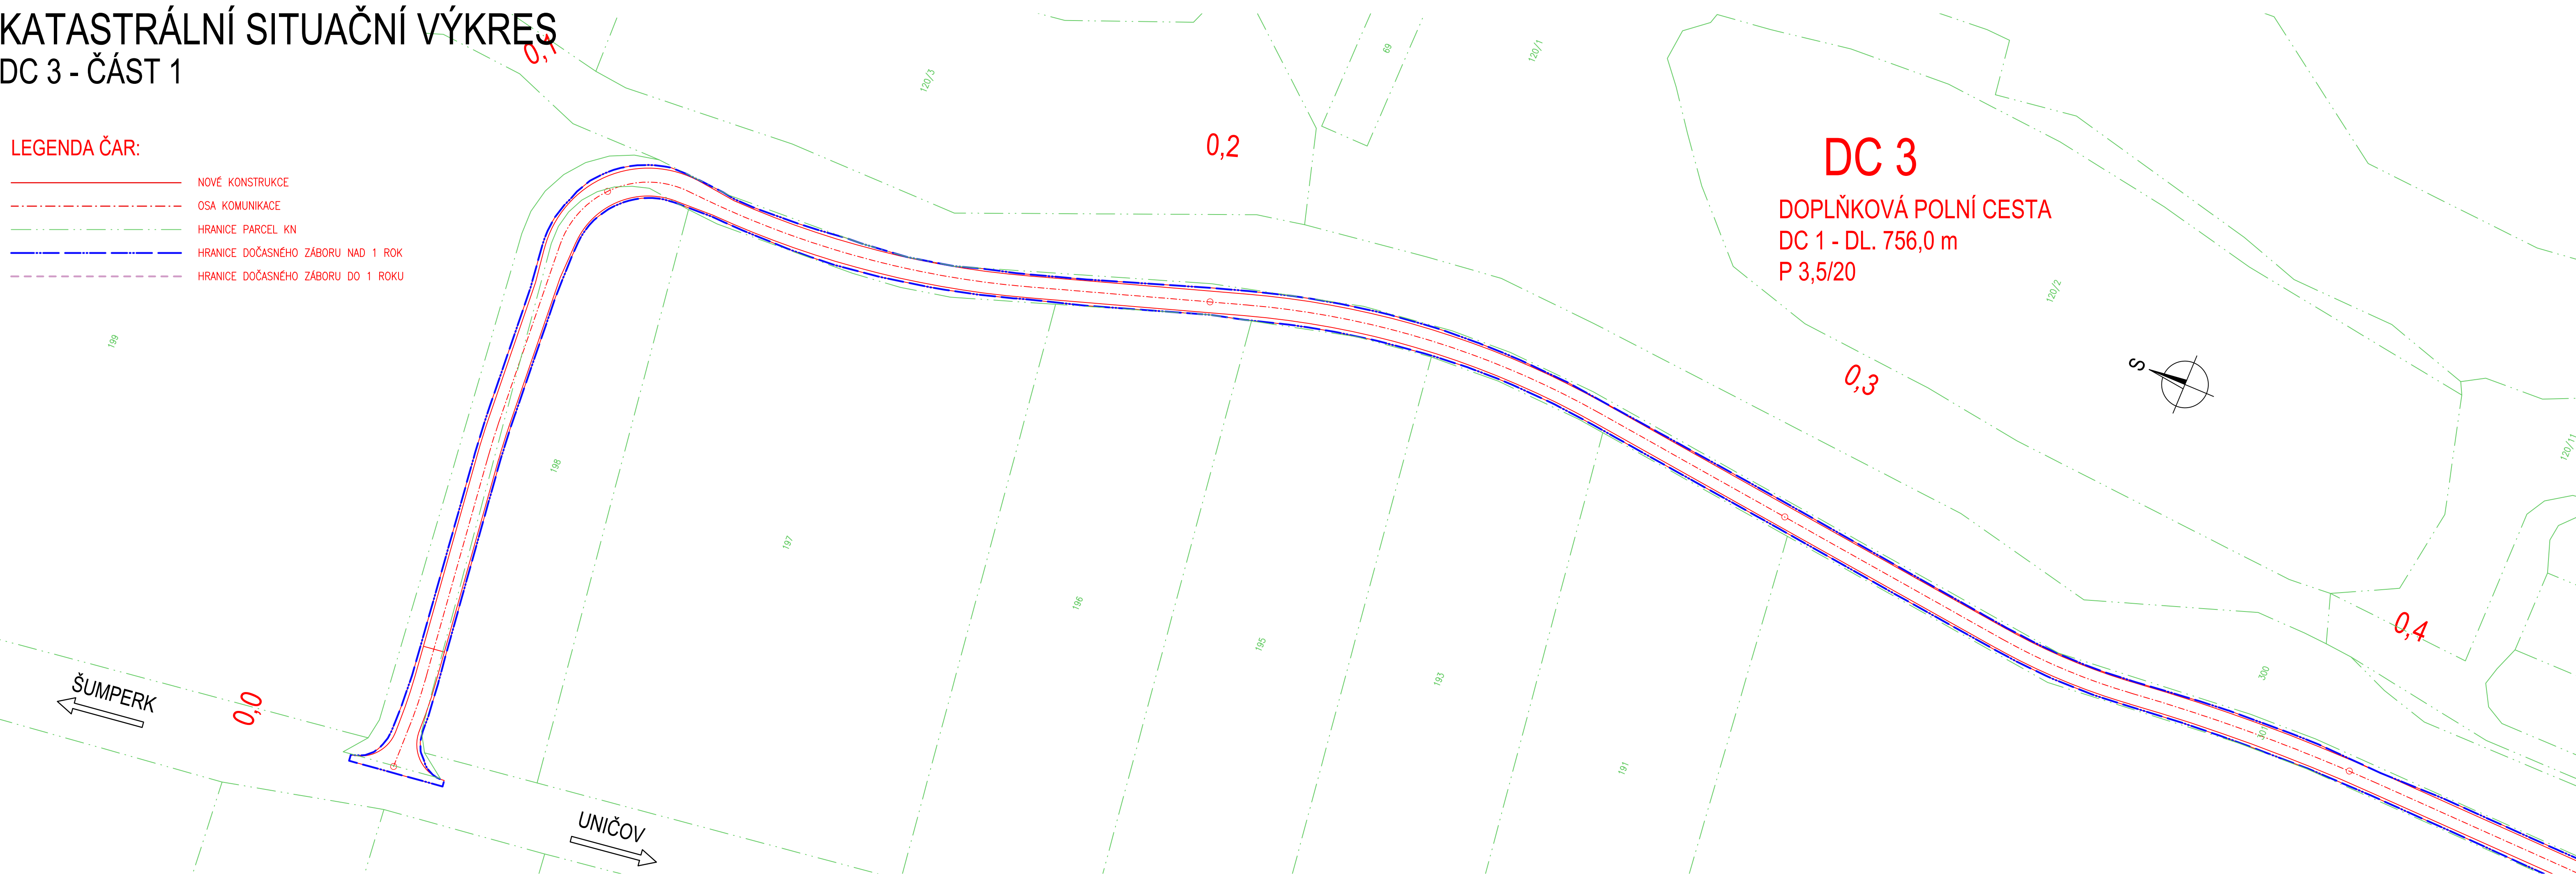 KATASTRÁLNÍ SITUAČNÍ VÝKRES
DC 3 - ČÁST 1
0,1
120/3
69
120/1
0,2
LEGENDA ČAR:
NOVÉ KONSTRUKCE
OSA KOMUNIKACE
HRANICE PARCEL KN
HRANICE DOČASNÉHO ZÁBORU NAD 1 ROK
HRANICE DOČASNÉHO ZÁBORU DO 1 ROKU
DC 3
DOPLŇKOVÁ POLNÍ CESTA
DC 1 - DL. 756,0 m
P 3,5/20
120/2
199
S
0,3
120/11
198
197
196
195
193
191
0,4
300
301
ŠUMPERK
0,0
UNIČOV